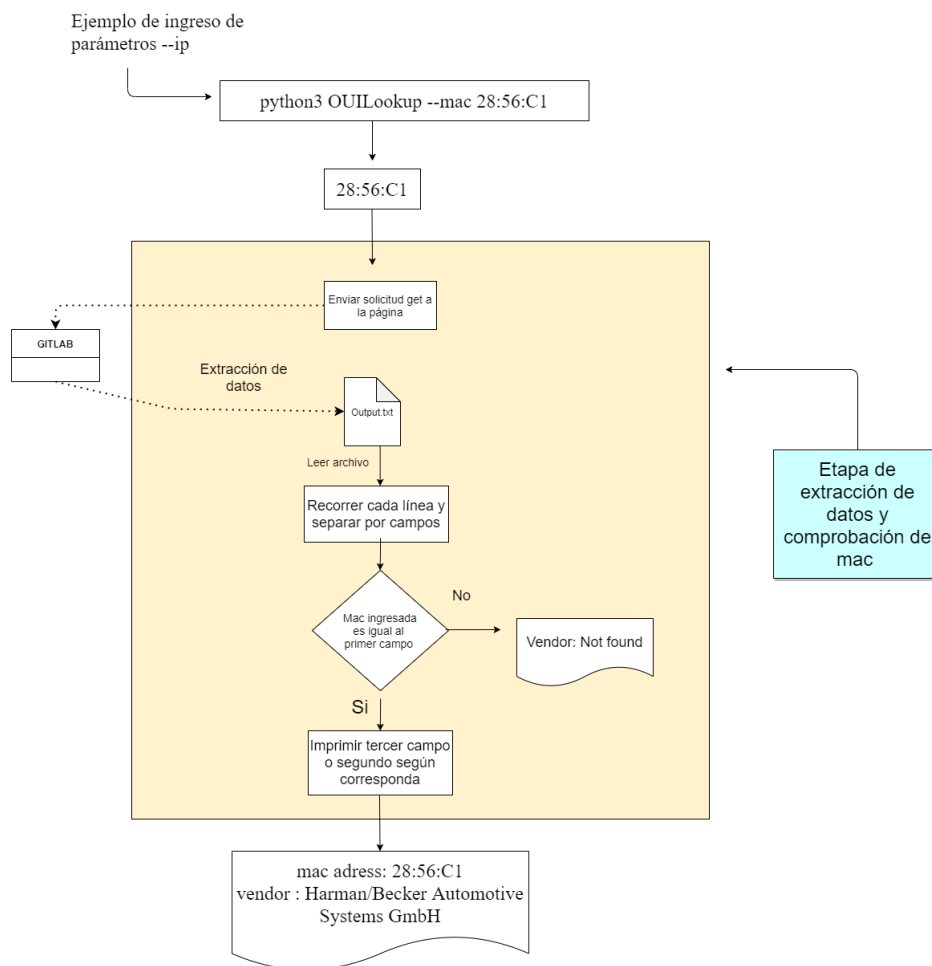 Ejemplo de ingreso de
parámetros --ip
python3 OUILookup --mac 28:56:C1
28:56:C1
Enviar solicitud get a
la página
GITLAB
Extracción de
datos
Output.txt
Leer archivo
Recorrer cada línea y
separar por campos
Mac ingresada
es igual al
primer campo
No
Vendor: Not found
Si
Imprimir tercer campo
o segundo según
corresponda
mac adress: 28:56:C1
vendor : Harman/Becker Automotive
Systems GmbH
Etapa de
extracción de
datos y
comprobación de
mac